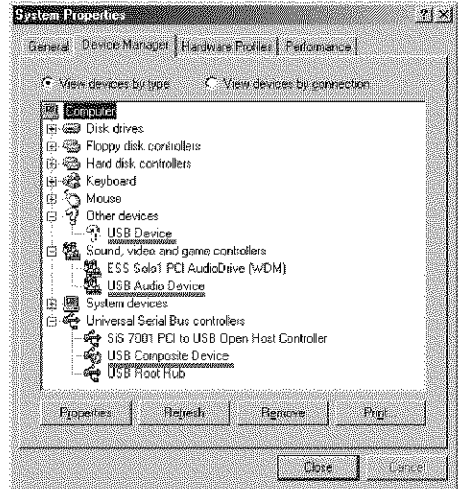 System Properties
General Device Manager Hardware Profiles Performance
View devices by type View devices by connection
Computer
Disk drives
Floppy disk controllers
Hard disk controllers
Keyboard
Mouse
Other devices
USB Device
Sound, video and game controllers
ESS Solo1 PCI AudioDrive (WDM)
USB Audio Device
System devices
Universal Serial Bus controllers
SiS 7001 PCI to USB Open Host Controller
USB Composite Device
USB Root Hub
Properties Refresh Remove Print...
Close Cancel